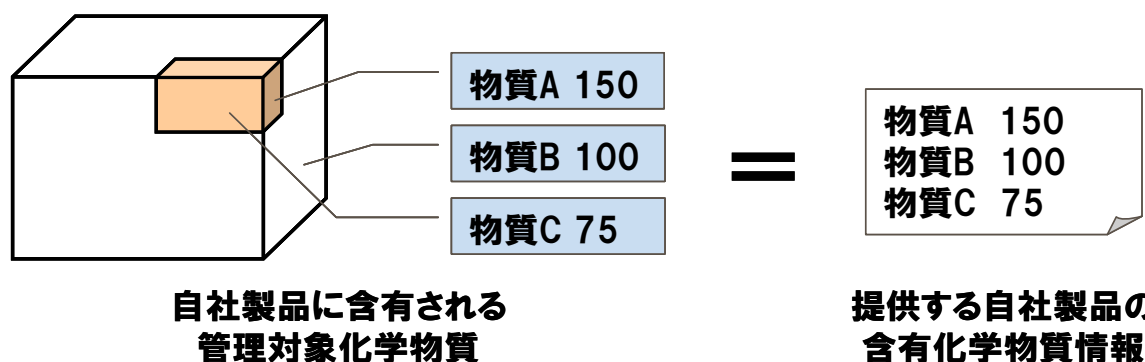 物質A 150
物質B 100
物質C 75
＝
物質A 150
物質B 100
物質C 75
自社製品に含有される
管理対象化学物質
提供する自社製品の
含有化学物質情報